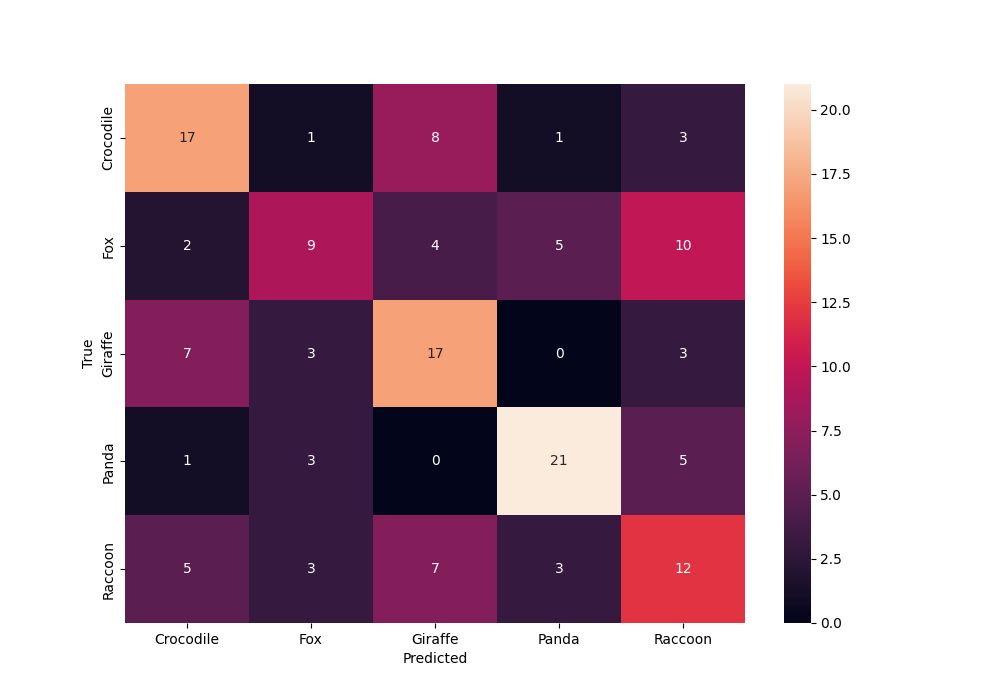 Crocodile 17 1 8 1 3
Fox 2 9 4 5 10
Giraffe 7 3 17 0 3
Panda 1 3 0 21 5
Raccoon 5 3 7 3 12
True
Crocodile Fox Giraffe Panda Raccoon
Predicted
20.0
17.5
15.0
12.5
10.0
7.5
5.0
2.5
0.0